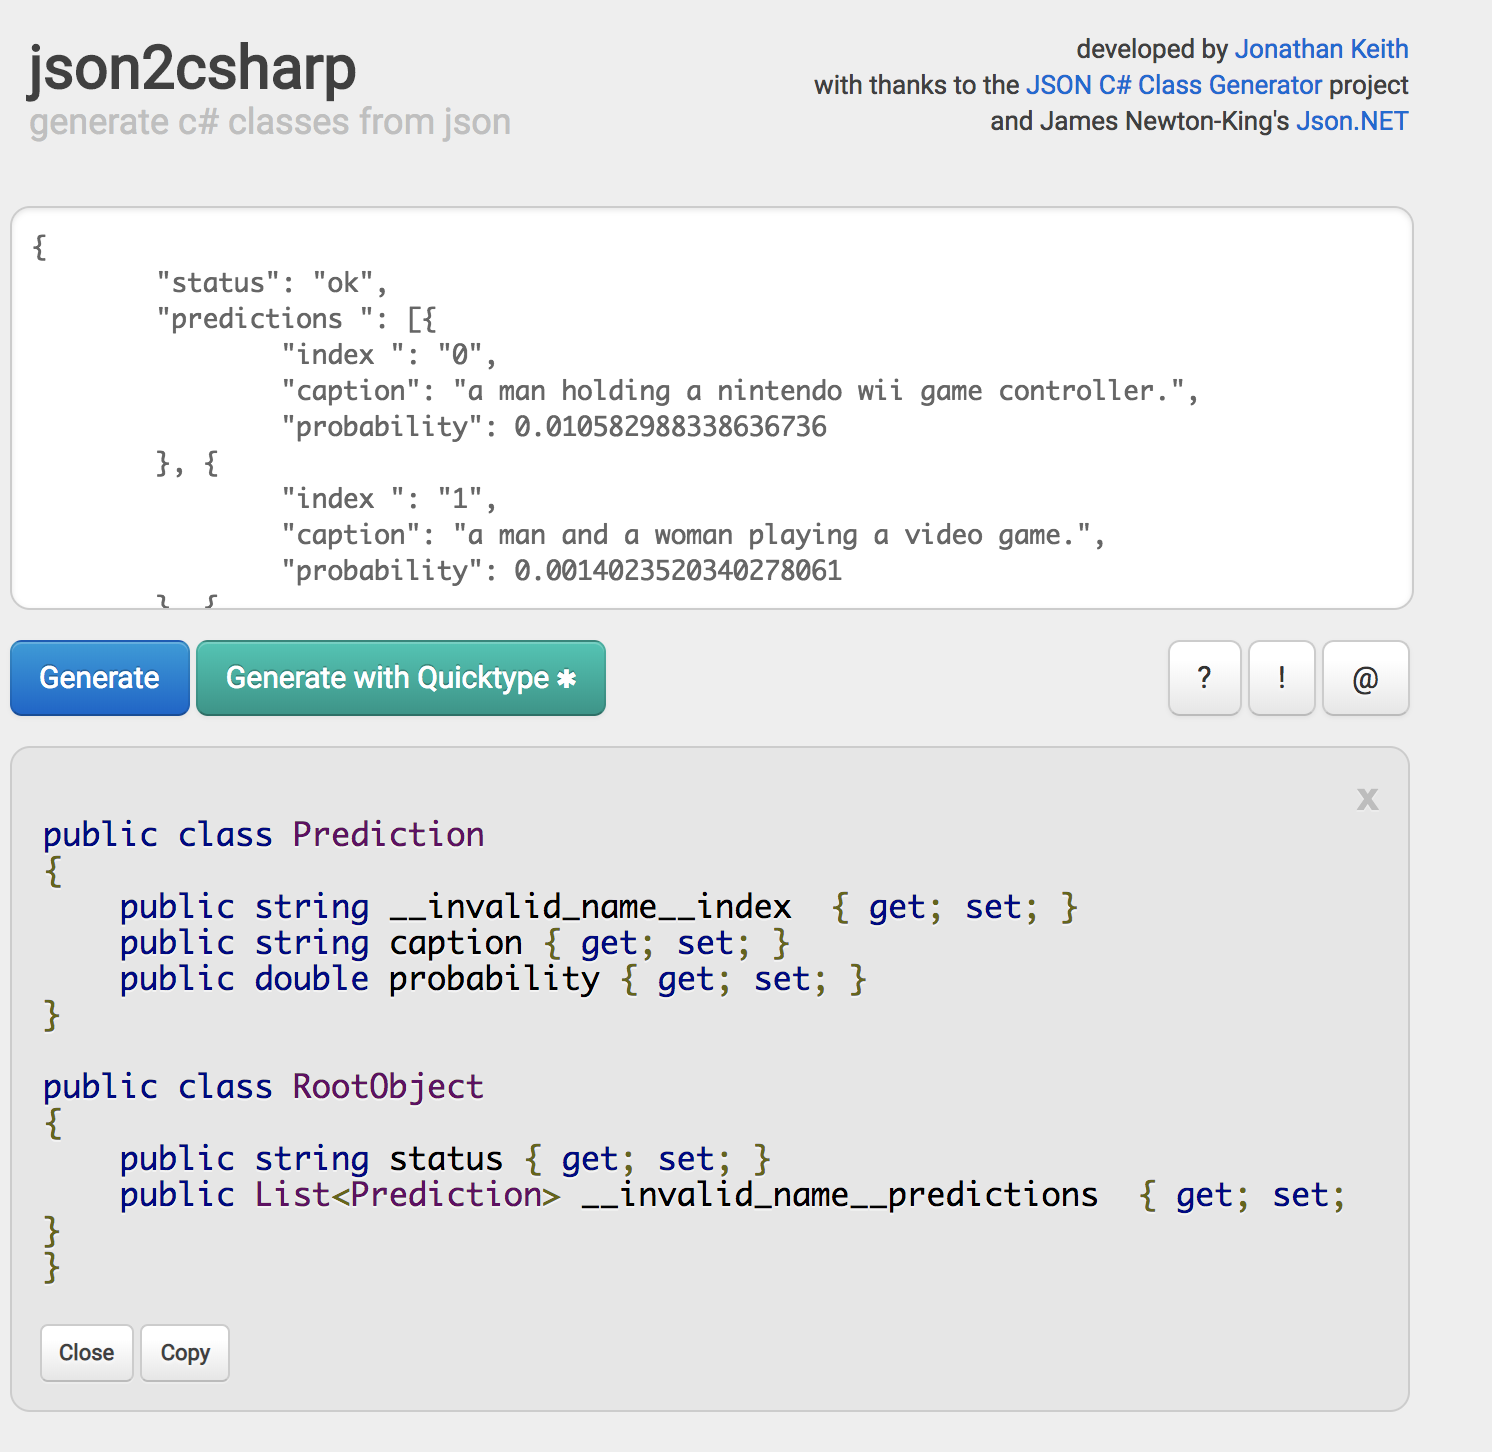 json2csharp
generate c# classes from json
developed by Jonathan Keith
with thanks to the JSON C# Class Generator project
and James Newton-King's Json.NET
{
        "status": "ok",
        "predictions ": [{
                "index ": "0",
                "caption": "a man holding a nintendo wii game controller.",
                "probability": 0.010582988338636736
        }, {
                "index ": "1",
                "caption": "a man and a woman playing a video game.",
                "probability": 0.0014023520340278061
        }, {
Generate
Generate with Quicktype ✱
?
!
@
x
public class Prediction
{
    public string __invalid_name__index  { get; set; }
    public string caption { get; set; }
    public double probability { get; set; }
}
public class RootObject
{
    public string status { get; set; }
    public List<Prediction> __invalid_name__predictions  { get; set;
}
}
Close
Copy